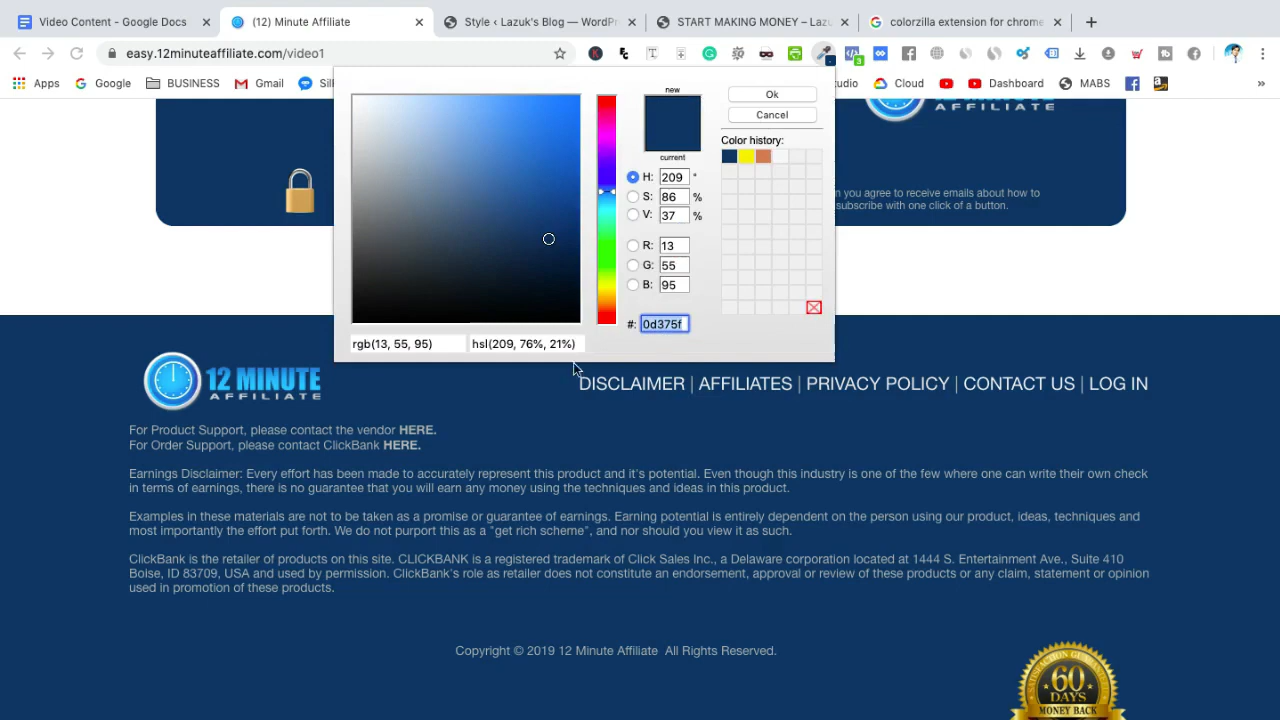 Video Content - Google Docs
(12) Minute Affiliate
Style ‹ Lazuk's Blog — WordPr
START MAKING MONEY – Lazu
colorzilla extension for chrome
easy.12minuteaffiliate.com/video1
3
Apps
Google
BUSINESS
Gmail
Silk
tudio
Cloud
Dashboard
MABS
»
new
current
Ok
Cancel
Color history:
H: 209 °
S: 86 %
V: 37 %
R: 13
G: 55
B: 95
#: 0d375f
rgb(13, 55, 95)
hsl(209, 76%, 21%)
12 MINUTE
AFFILIATE
n you agree to receive emails about how to
subscribe with one click of a button.
12 MINUTE
AFFILIATE
DISCLAIMER | AFFILIATES | PRIVACY POLICY | CONTACT US | LOG IN
For Product Support, please contact the vendor HERE.
For Order Support, please contact ClickBank HERE.
Earnings Disclaimer: Every effort has been made to accurately represent this product and it's potential. Even though this industry is one of the few where one can write their own check
in terms of earnings, there is no guarantee that you will earn any money using the techniques and ideas in this product.
Examples in these materials are not to be taken as a promise or guarantee of earnings. Earning potential is entirely dependent on the person using our product, ideas, techniques and
most importantly the effort put forth. We do not purport this as a "get rich scheme", and nor should you view it as such.
ClickBank is the retailer of products on this site. CLICKBANK is a registered trademark of Click Sales Inc., a Delaware corporation located at 1444 S. Entertainment Ave., Suite 410
Boise, ID 83709, USA and used by permission. ClickBank's role as retailer does not constitute an endorsement, approval or review of these products or any claim, statement or opinion
used in promotion of these products.
Copyright © 2019 12 Minute Affiliate All Rights Reserved.
SATISFACTION GUARANTEE
60
DAYS
MONEY BACK